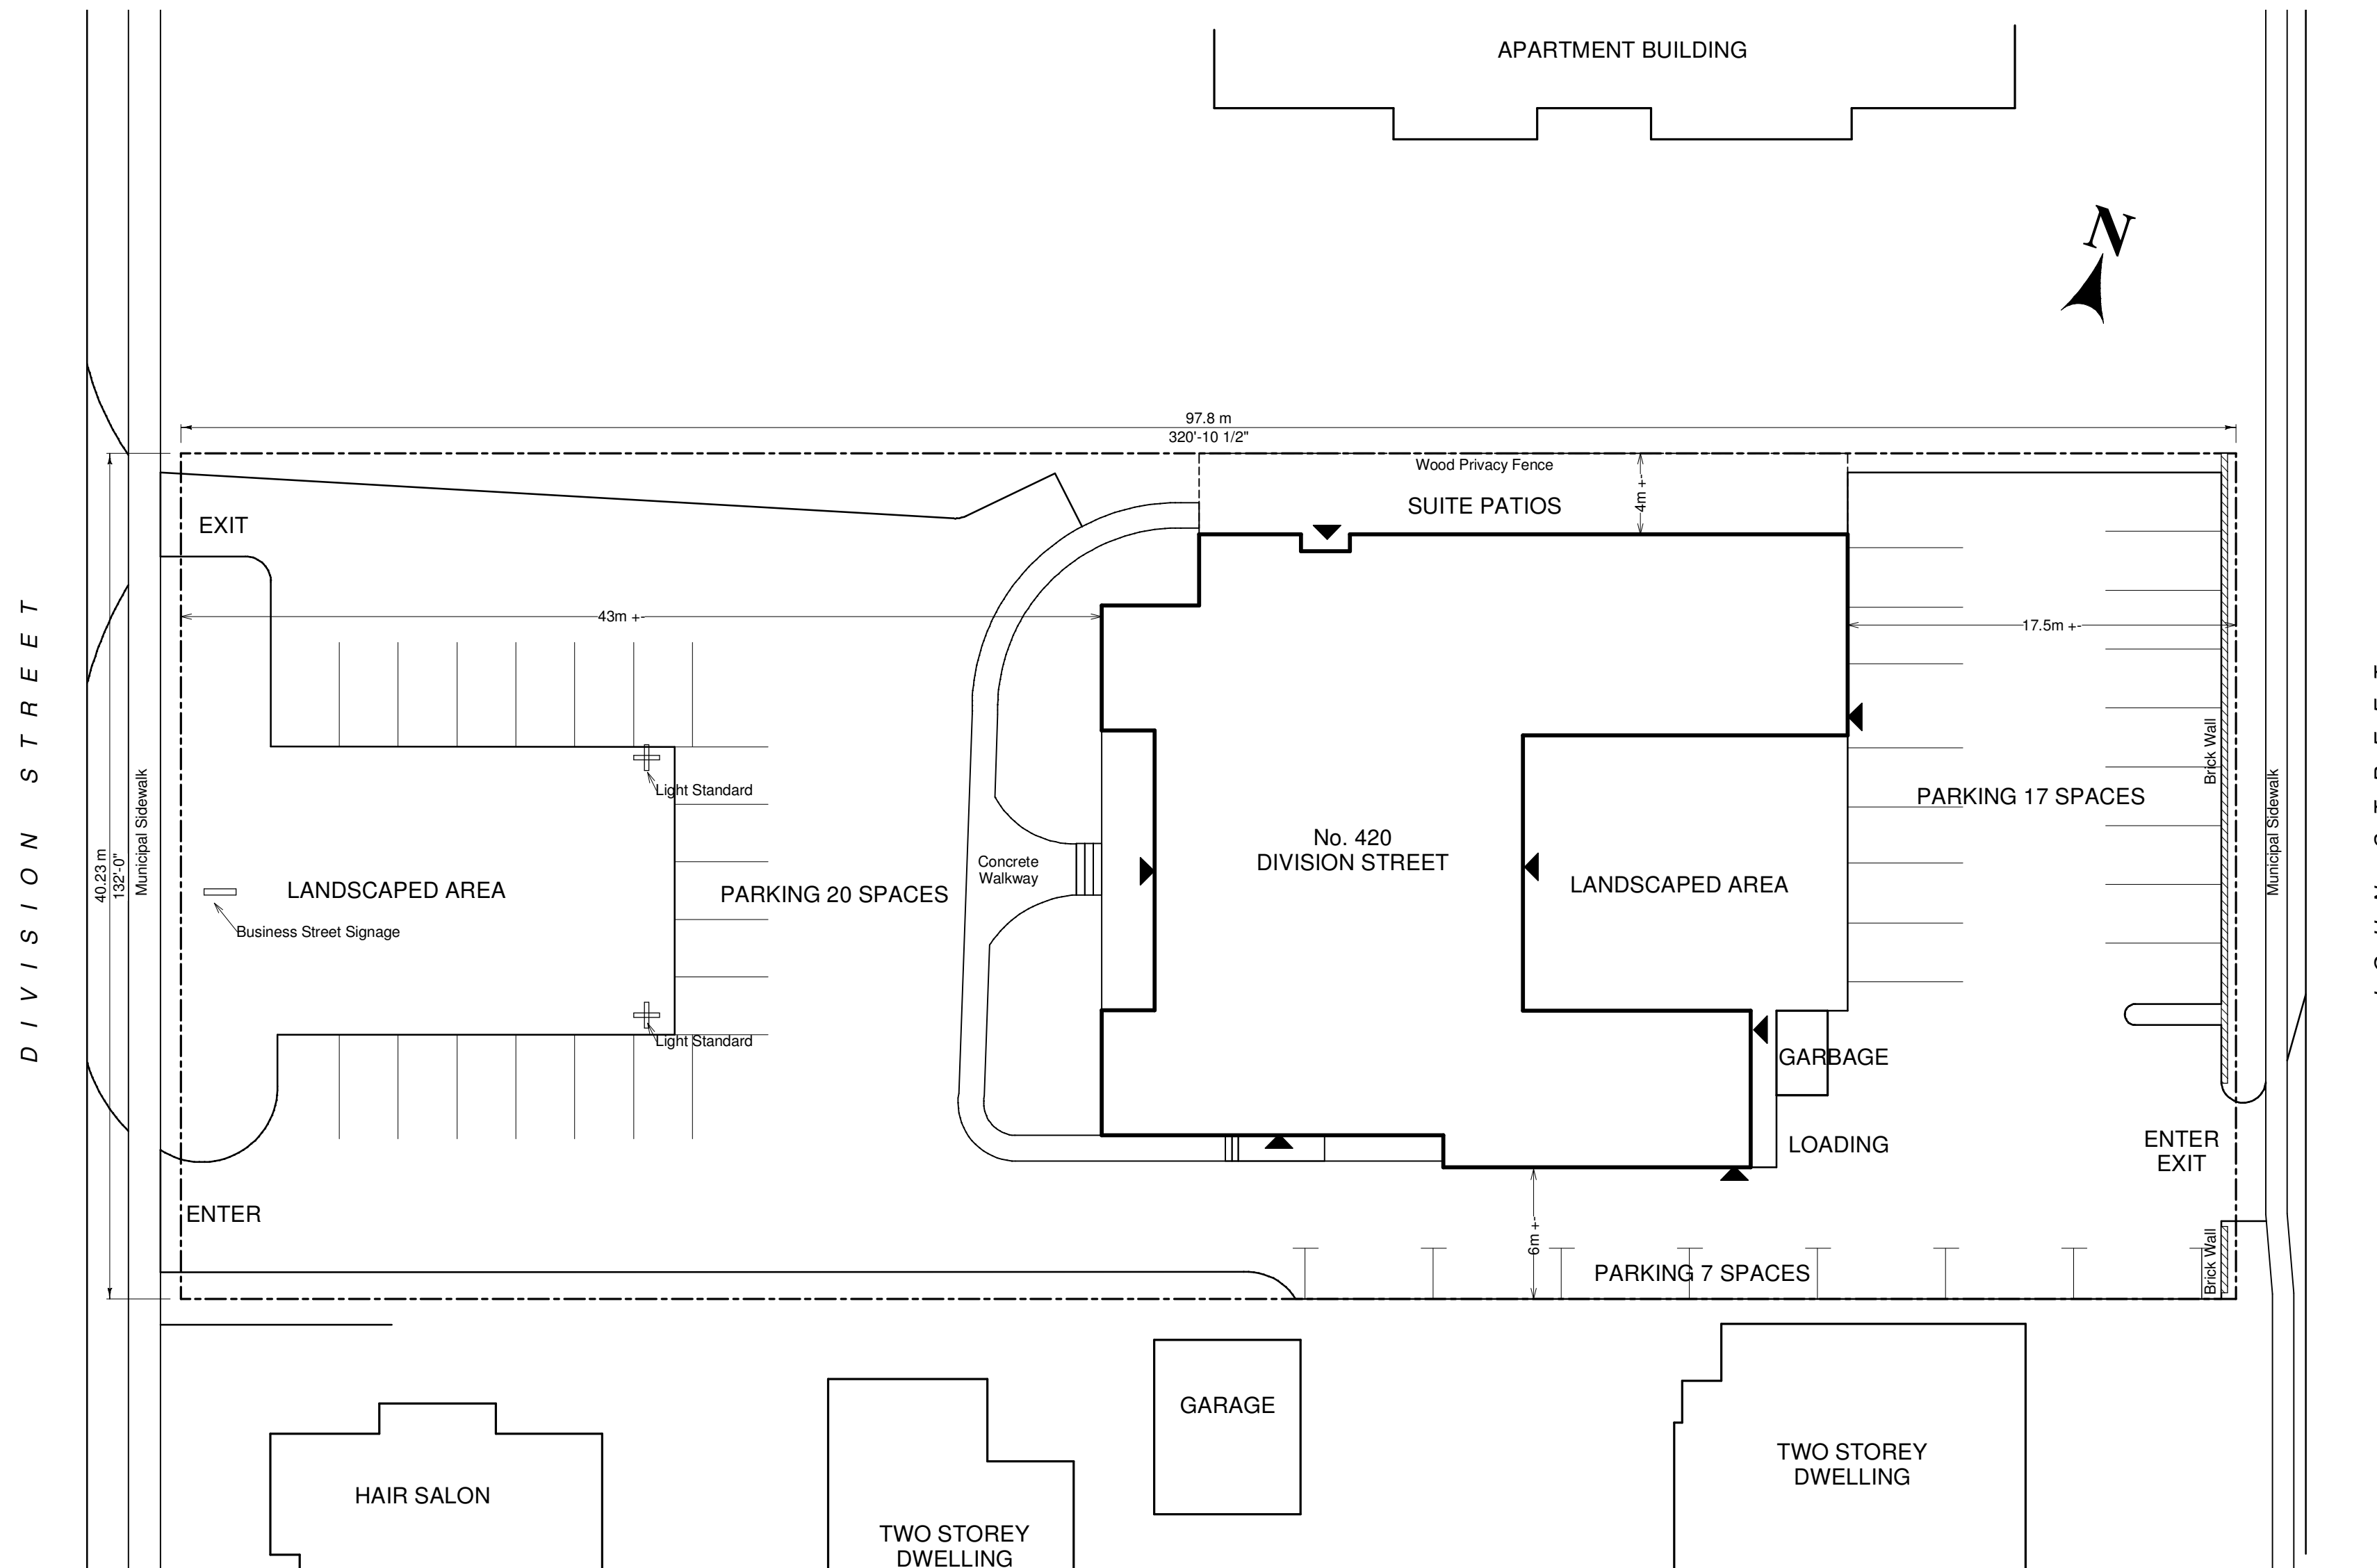 APARTMENT BUILDING
N
97.8 m
320'-10 1/2"
Wood Privacy Fence
SUITE PATIOS
4m +-
EXIT
43m +-
17.5m +-
DIVISION STREET
40.23 m
132'-0"
Municipal Sidewalk
Light Standard
Brick Wall
PARKING 17 SPACES
Municipal Sidewalk
No. 420
DIVISION STREET
Concrete
Walkway
LANDSCAPED AREA
PARKING 20 SPACES
LANDSCAPED AREA
Business Street Signage
Light Standard
GARBAGE
LOADING
ENTER
EXIT
ENTER
6m +-
PARKING 7 SPACES
Brick Wall
GARAGE
HAIR SALON
TWO STOREY
DWELLING
TWO STOREY
DWELLING